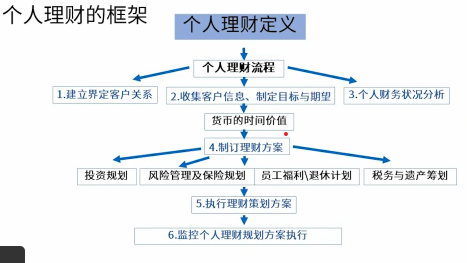 个人理财的框架
个人理财定义
个人理财流程
1.建立界定客户关系
2.收集客户信息、制定目标与期望
3.个人财务状况分析
货币的时间价值
4.制订理财方案
投资规划
风险管理及保险规划
员工福利\退休计划
税务与遗产筹划
5.执行理财策划方案
6.监控个人理财规划方案执行